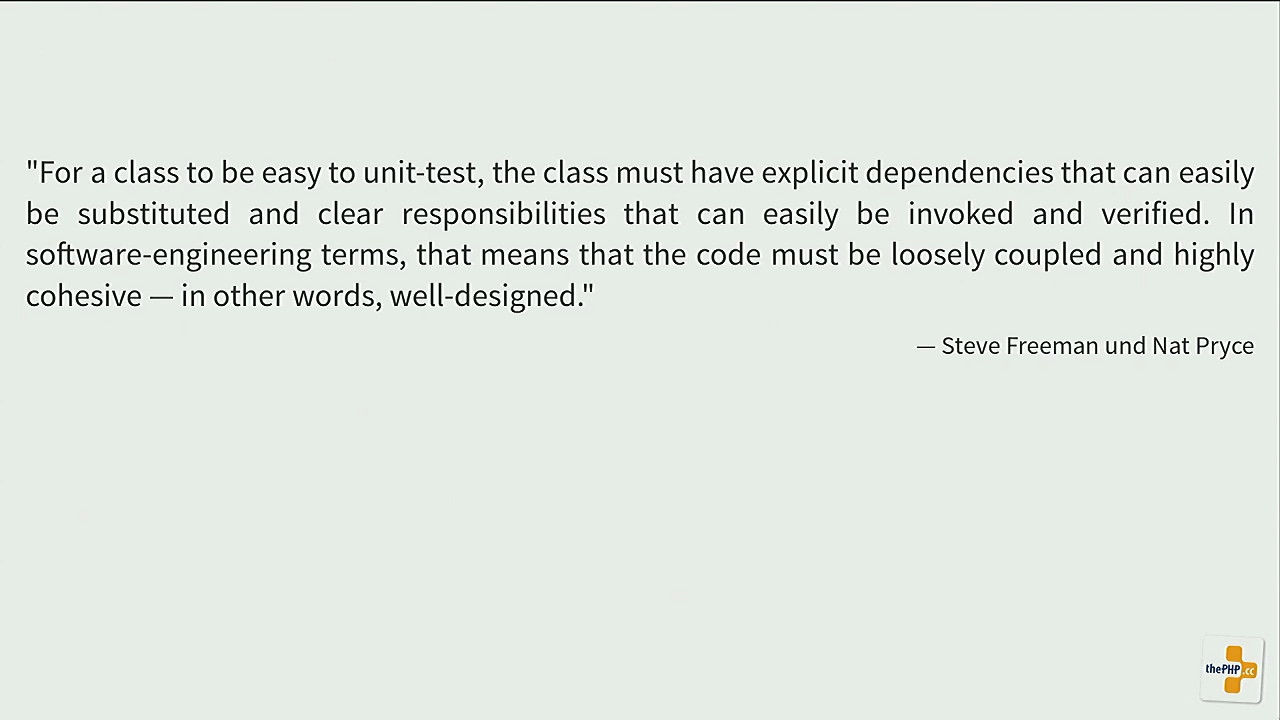 "For a class to be easy to unit-test, the class must have explicit dependencies that can easily
be substituted and clear responsibilities that can easily be invoked and verified. In
software-engineering terms, that means that the code must be loosely coupled and highly
cohesive — in other words, well-designed."
— Steve Freeman und Nat Pryce
thePHP.cc